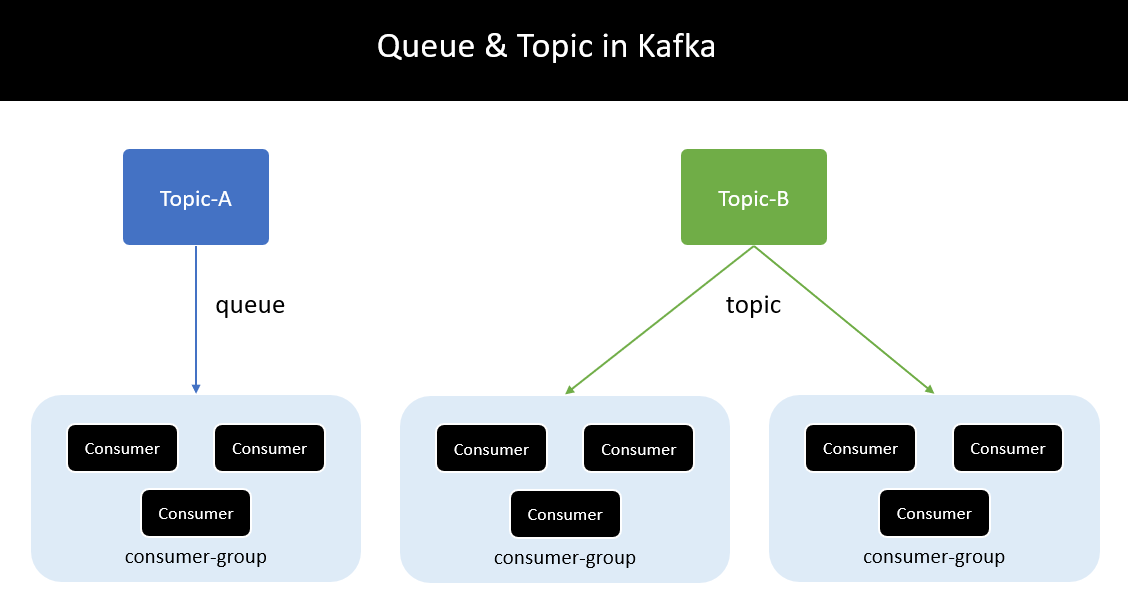 Queue & Topic in Kafka
Topic-A
Topic-B
queue
topic
Consumer
Consumer
Consumer
consumer-group
Consumer
Consumer
Consumer
consumer-group
Consumer
Consumer
Consumer
consumer-group